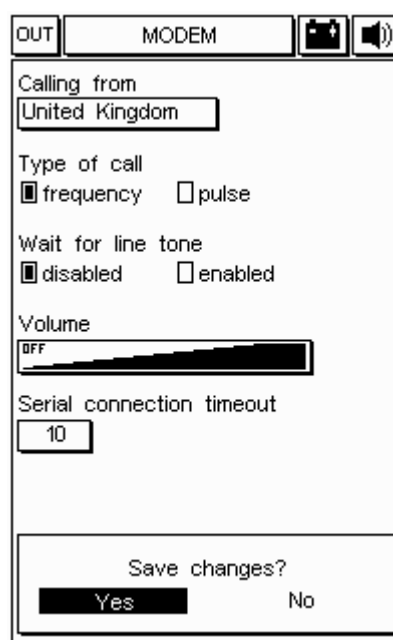 OUT MODEM
Calling from
United Kingdom
Type of call
frequency pulse
Wait for line tone
disabled enabled
Volume
OFF
Serial connection timeout
10
Save changes?
Yes No